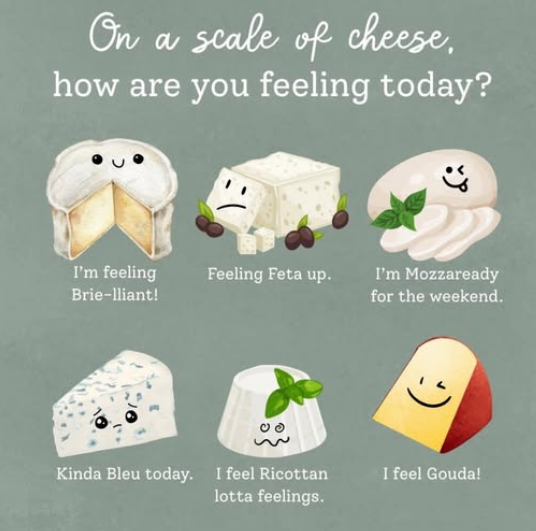 On a scale of cheese,
how are you feeling today?
I'm feeling
Brie-lliant!
Feeling Feta up.
I'm Mozzaready
for the weekend.
Kinda Bleu today.
I feel Ricottan
lotta feelings.
I feel Gouda!